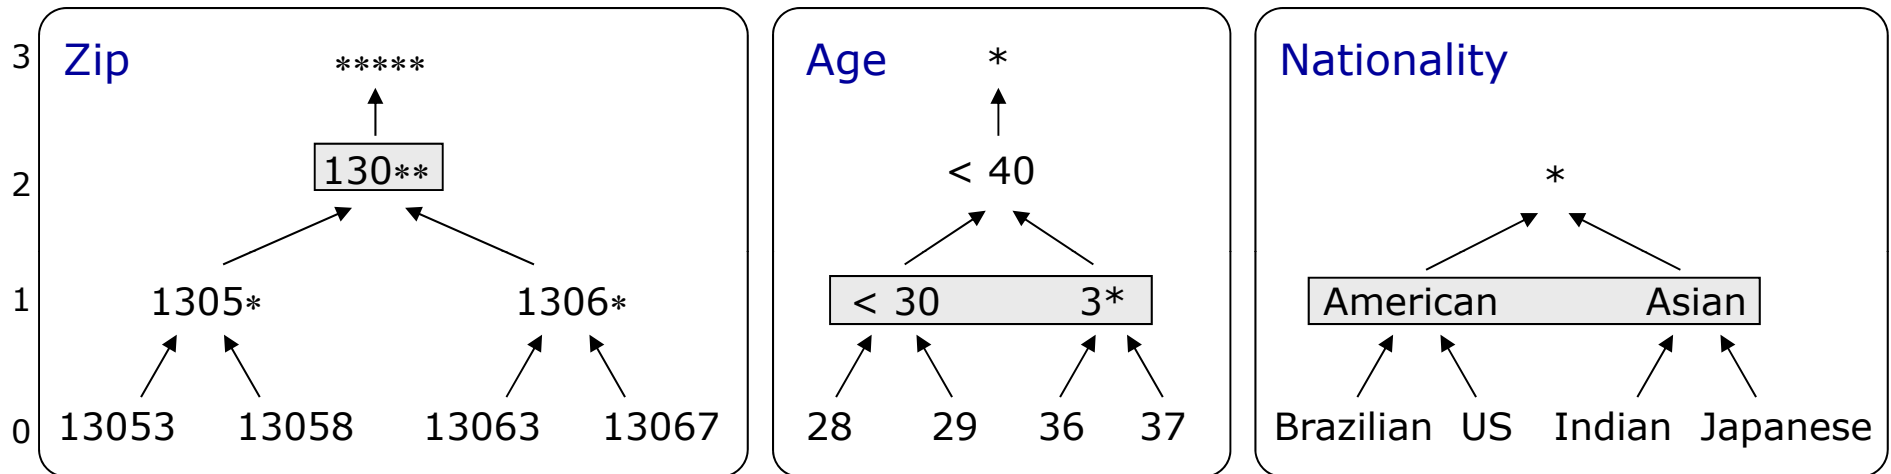 3 Zip ***** Age * Nationality
2 130** < 40 *
1 1305* 1306* < 30 3* American Asian
0 13053 13058 13063 13067 28 29 36 37 Brazilian US Indian Japanese